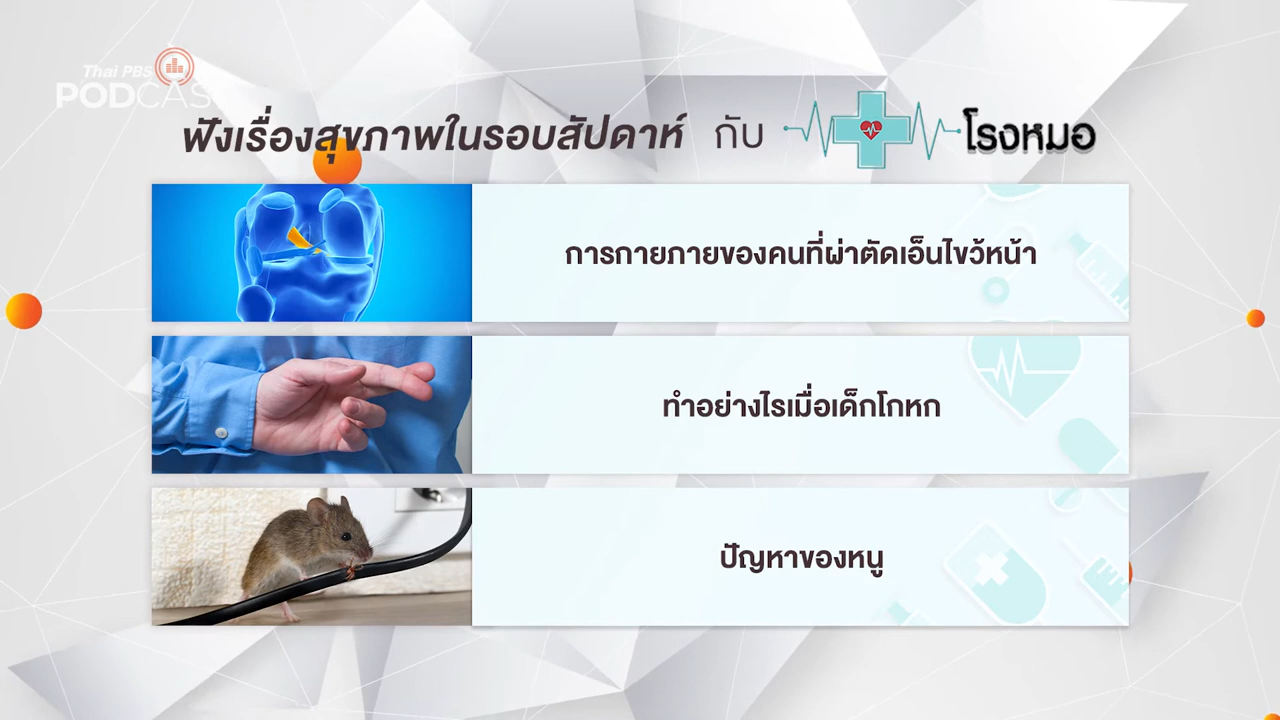 Thai PBS
PODCAST
ฟังเรื่องสุขภาพในรอบสัปดาห์ กับ โรงหมอ
การกายภายของคนที่ผ่าตัดเอ็นไขว้หน้า
ทำอย่างไรเมื่อเด็กโกหก
ปัญหาของหนู